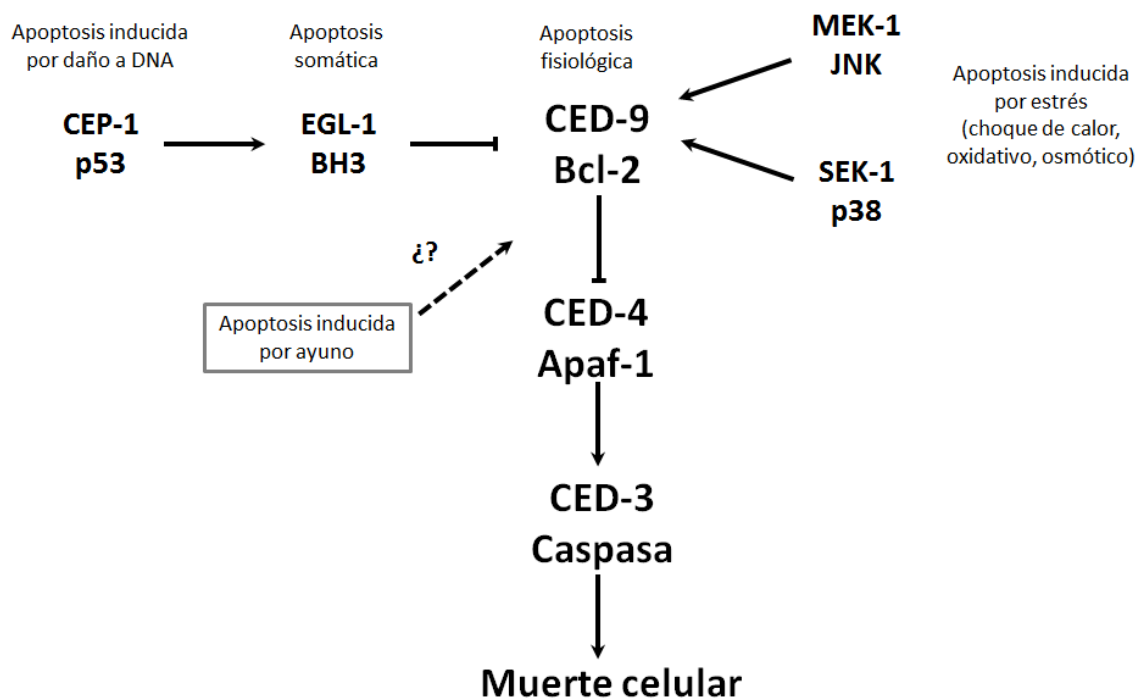 Apoptosis inducida
por daño a DNA
CEP-1
p53
Apoptosis
somática
EGL-1
BH3
Apoptosis
fisiológica
CED-9
Bcl-2
MEK-1
JNK
SEK-1
p38
Apoptosis inducida
por estrés
(choque de calor,
oxidativo, osmótico)
¿?
Apoptosis inducida
por ayuno
CED-4
Apaf-1
CED-3
Caspasa
Muerte celular